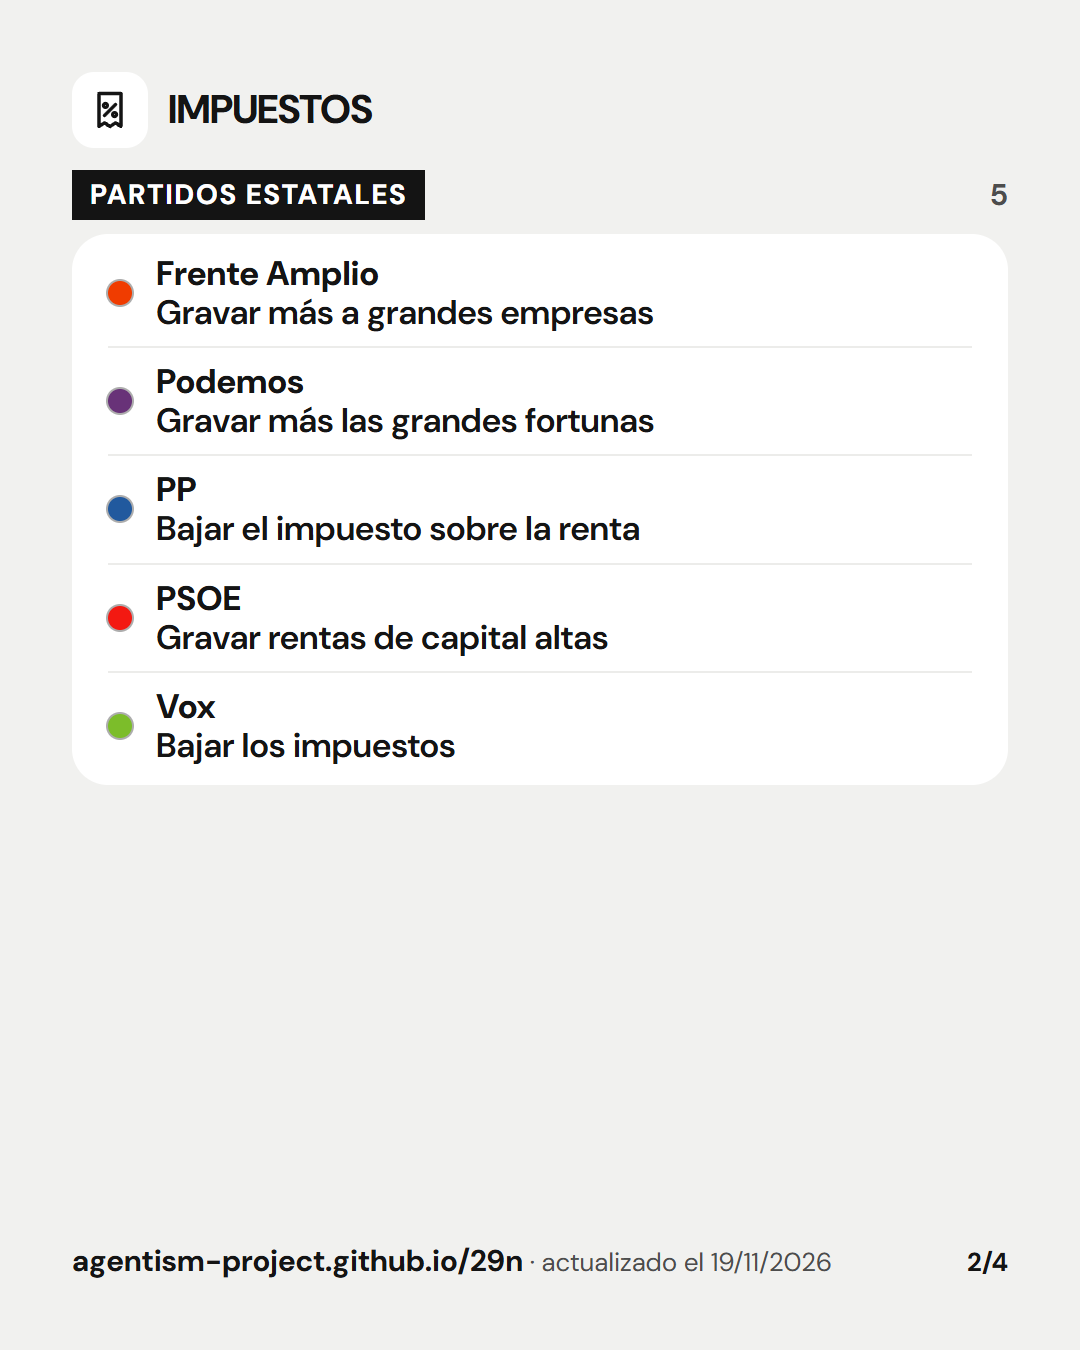 IMPUESTOS
PARTIDOS ESTATALES
5
Frente Amplio
Gravar más a grandes empresas
Podemos
Gravar más las grandes fortunas
PP
Bajar el impuesto sobre la renta
PSOE
Gravar rentas de capital altas
Vox
Bajar los impuestos
agentism-project.github.io/29n · actualizado el 19/11/2026
2/4